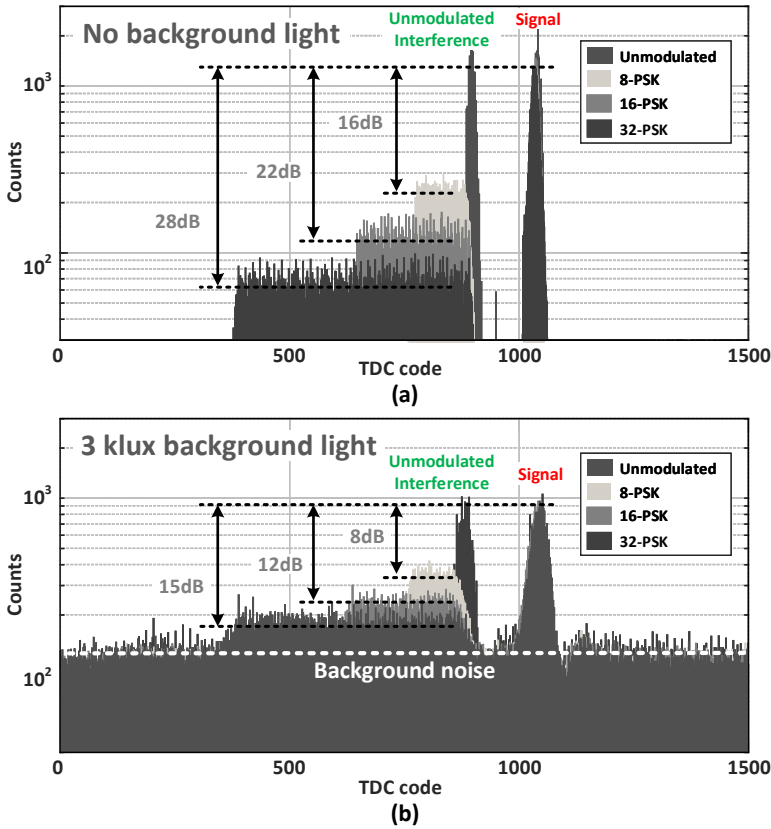 No background light
Unmodulated
Interference
Signal
Unmodulated
8-PSK
16-PSK
32-PSK
10³
10²
Counts
16dB
22dB
28dB
0
500
1000
1500
TDC code
(a)
3 klux background light
Unmodulated
Interference
Signal
Unmodulated
8-PSK
16-PSK
32-PSK
10³
10²
Counts
8dB
12dB
15dB
Background noise
0
500
1000
1500
TDC code
(b)